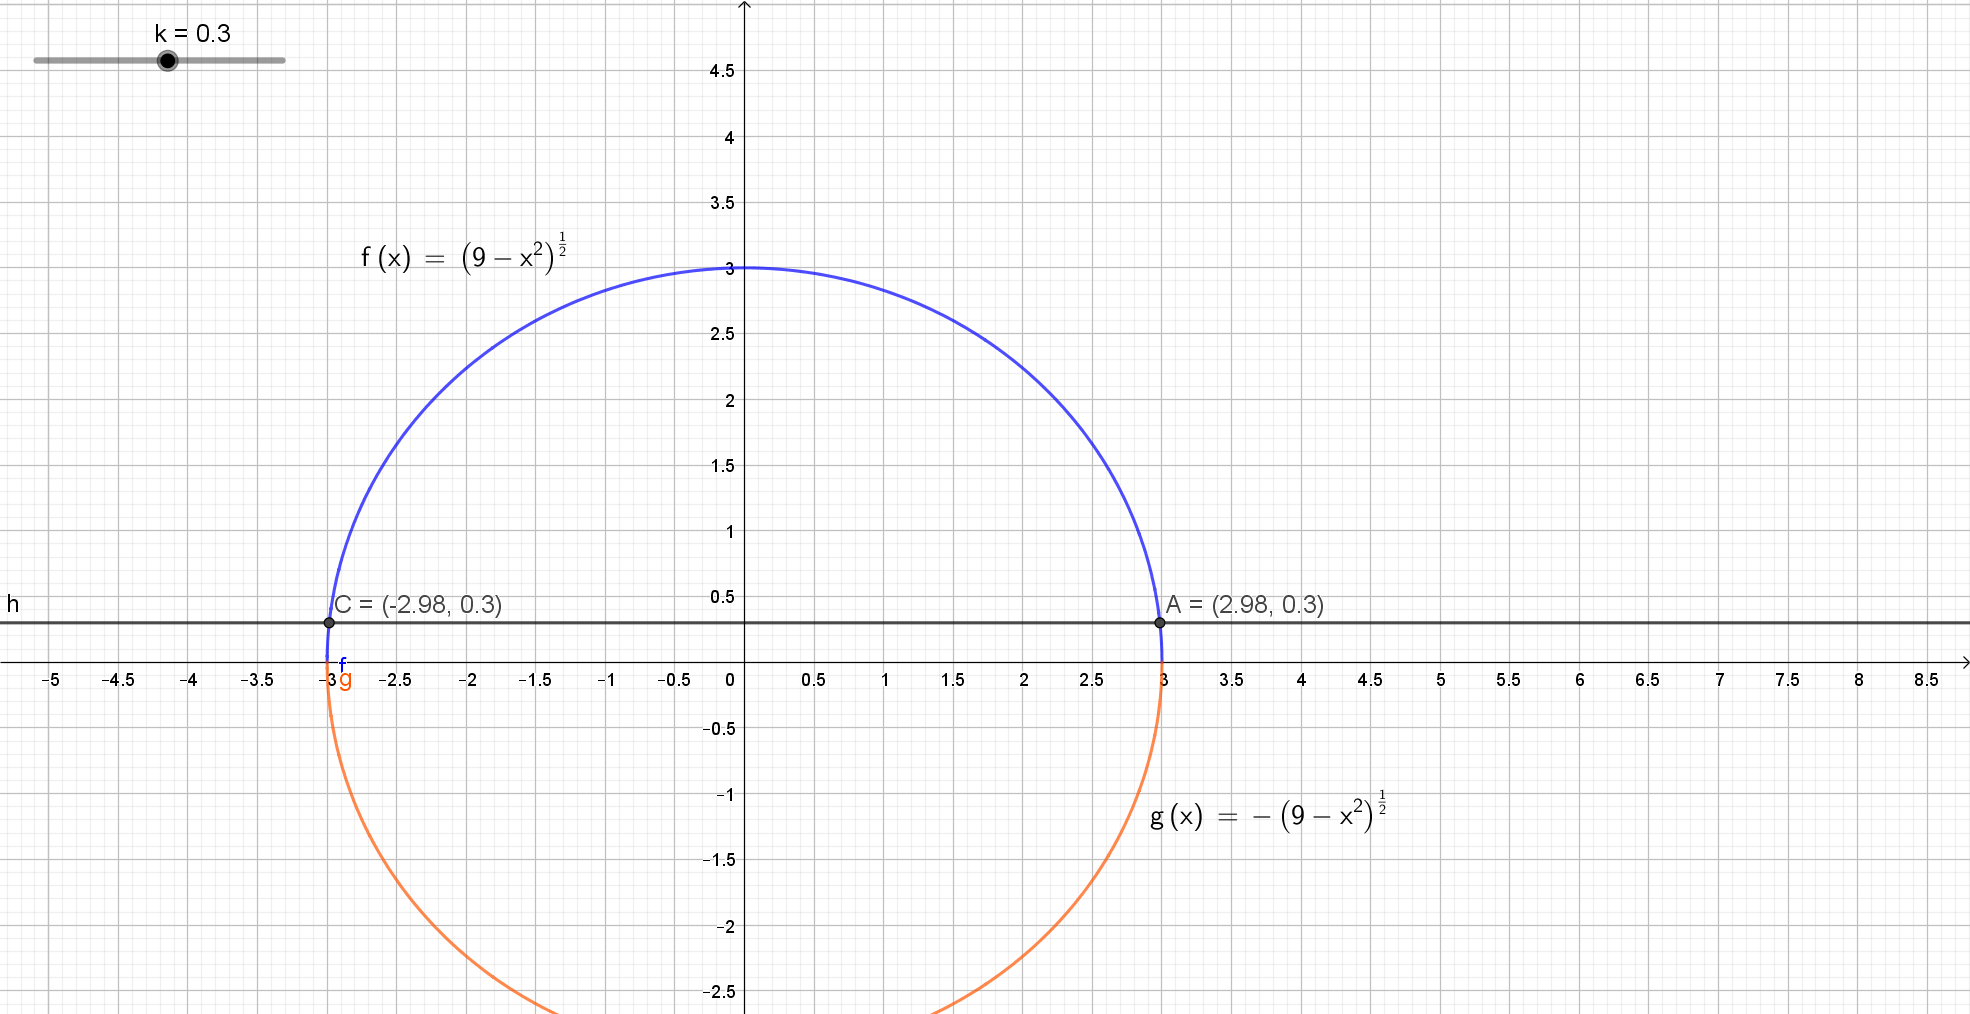 k = 0.3
4.5
4
3.5
f (x) = (9 − x²)^(1/2)
3
2.5
2
1.5
1
0.5
h
C = (-2.98, 0.3)
A = (2.98, 0.3)
f
−5 −4.5 −4 −3.5 −3 −2.5 −2 −1.5 −1 −0.5 0 0.5 1 1.5 2 2.5 3 3.5 4 4.5 5 5.5 6 6.5 7 7.5 8 8.5
g
−0.5
−1
g (x) = − (9 − x²)^(1/2)
−1.5
−2
−2.5